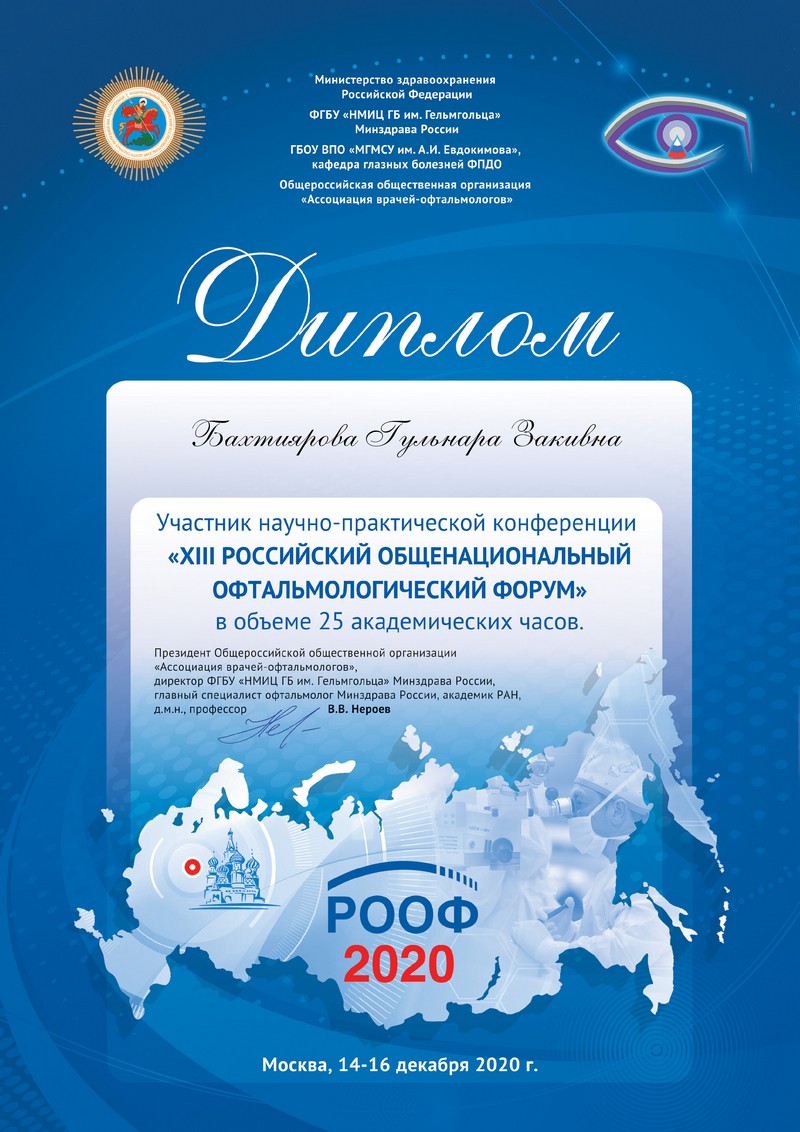 Министерство здравоохранения
Российской Федерации
ФГБУ «НМИЦ ГБ им. Гельмгольца»
Минздрава России
ГБОУ ВПО «МГМСУ им. А.И. Евдокимова»,
кафедра глазных болезней ФПДО
Общероссийская общественная организация
«Ассоциация врачей-офтальмологов»
Диплом
Бахтиярова Гульнара Закивна
Участник научно-практической конференции
«XIII РОССИЙСКИЙ ОБЩЕНАЦИОНАЛЬНЫЙ
ОФТАЛЬМОЛОГИЧЕСКИЙ ФОРУМ»
в объеме 25 академических часов.
Президент Общероссийской общественной организации
«Ассоциация врачей-офтальмологов»,
директор ФГБУ «НМИЦ ГБ им. Гельмгольца» Минздрава России,
главный специалист офтальмолог Минздрава России, академик РАН,
д.м.н., профессор В.В. Нероев
РООФ
2020
Москва, 14-16 декабря 2020 г.